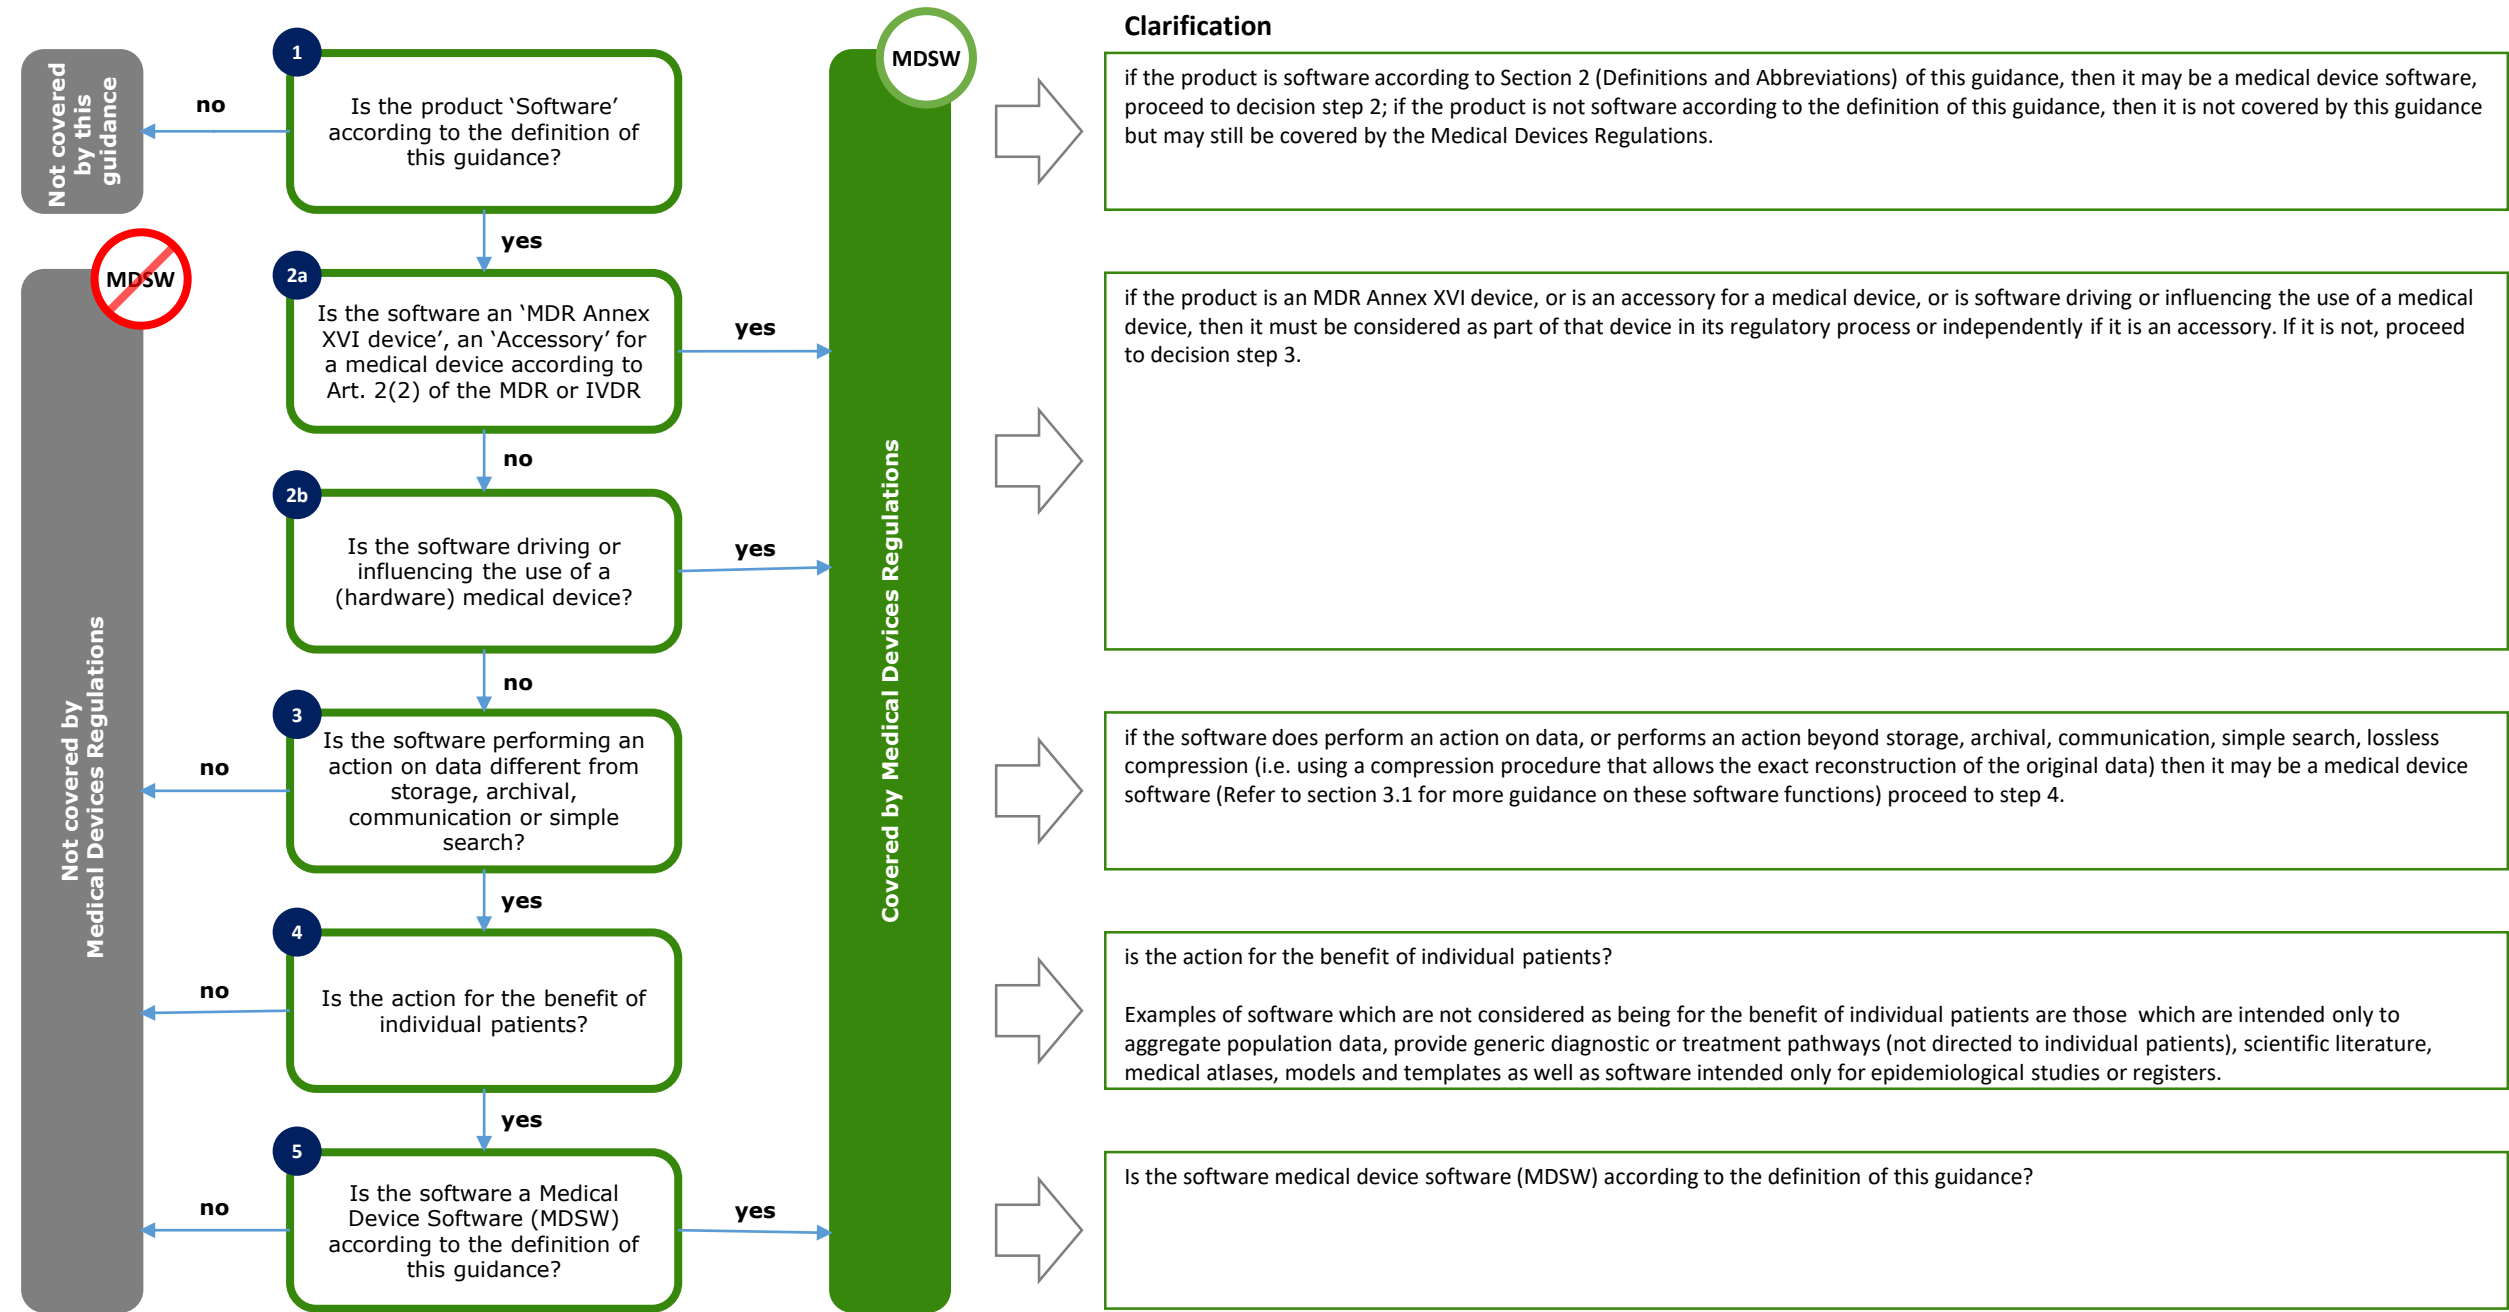 Clarification
Not covered
by this
guidance
no
1
Is the product ‘Software’
according to the definition of
this guidance?
MDSW
if the product is software according to Section 2 (Definitions and Abbreviations) of this guidance, then it may be a medical device software,
proceed to decision step 2; if the product is not software according to the definition of this guidance, then it is not covered by this guidance
but may still be covered by the Medical Devices Regulations.
yes
MDSW
Not covered by
Medical Devices Regulations
2a
Is the software an ‘MDR Annex
XVI device’, an ‘Accessory’ for
a medical device according to
Art. 2(2) of the MDR or IVDR
yes
Covered by Medical Devices Regulations
if the product is an MDR Annex XVI device, or is an accessory for a medical device, or is software driving or influencing the use of a medical
device, then it must be considered as part of that device in its regulatory process or independently if it is an accessory. If it is not, proceed
to decision step 3.
no
2b
Is the software driving or
influencing the use of a
(hardware) medical device?
yes
no
3
Is the software performing an
action on data different from
storage, archival,
communication or simple
search?
no
if the software does perform an action on data, or performs an action beyond storage, archival, communication, simple search, lossless
compression (i.e. using a compression procedure that allows the exact reconstruction of the original data) then it may be a medical device
software (Refer to section 3.1 for more guidance on these software functions) proceed to step 4.
yes
4
Is the action for the benefit of
individual patients?
no
is the action for the benefit of individual patients?
Examples of software which are not considered as being for the benefit of individual patients are those  which are intended only to
aggregate population data, provide generic diagnostic or treatment pathways (not directed to individual patients), scientific literature,
medical atlases, models and templates as well as software intended only for epidemiological studies or registers.
yes
5
Is the software a Medical
Device Software (MDSW)
according to the definition of
this guidance?
no
yes
Is the software medical device software (MDSW) according to the definition of this guidance?